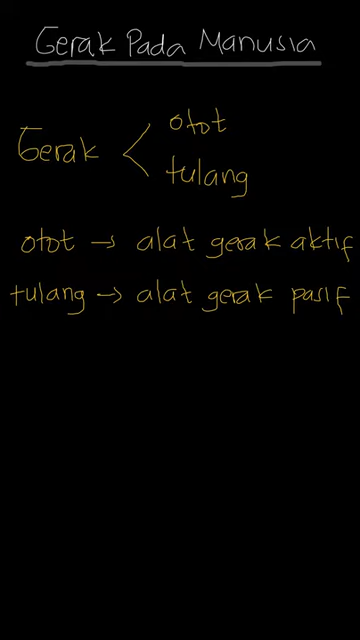 Gerak Pada Manusia
Gerak < otot
tulang
otot → alat gerak aktif
tulang → alat gerak pasif